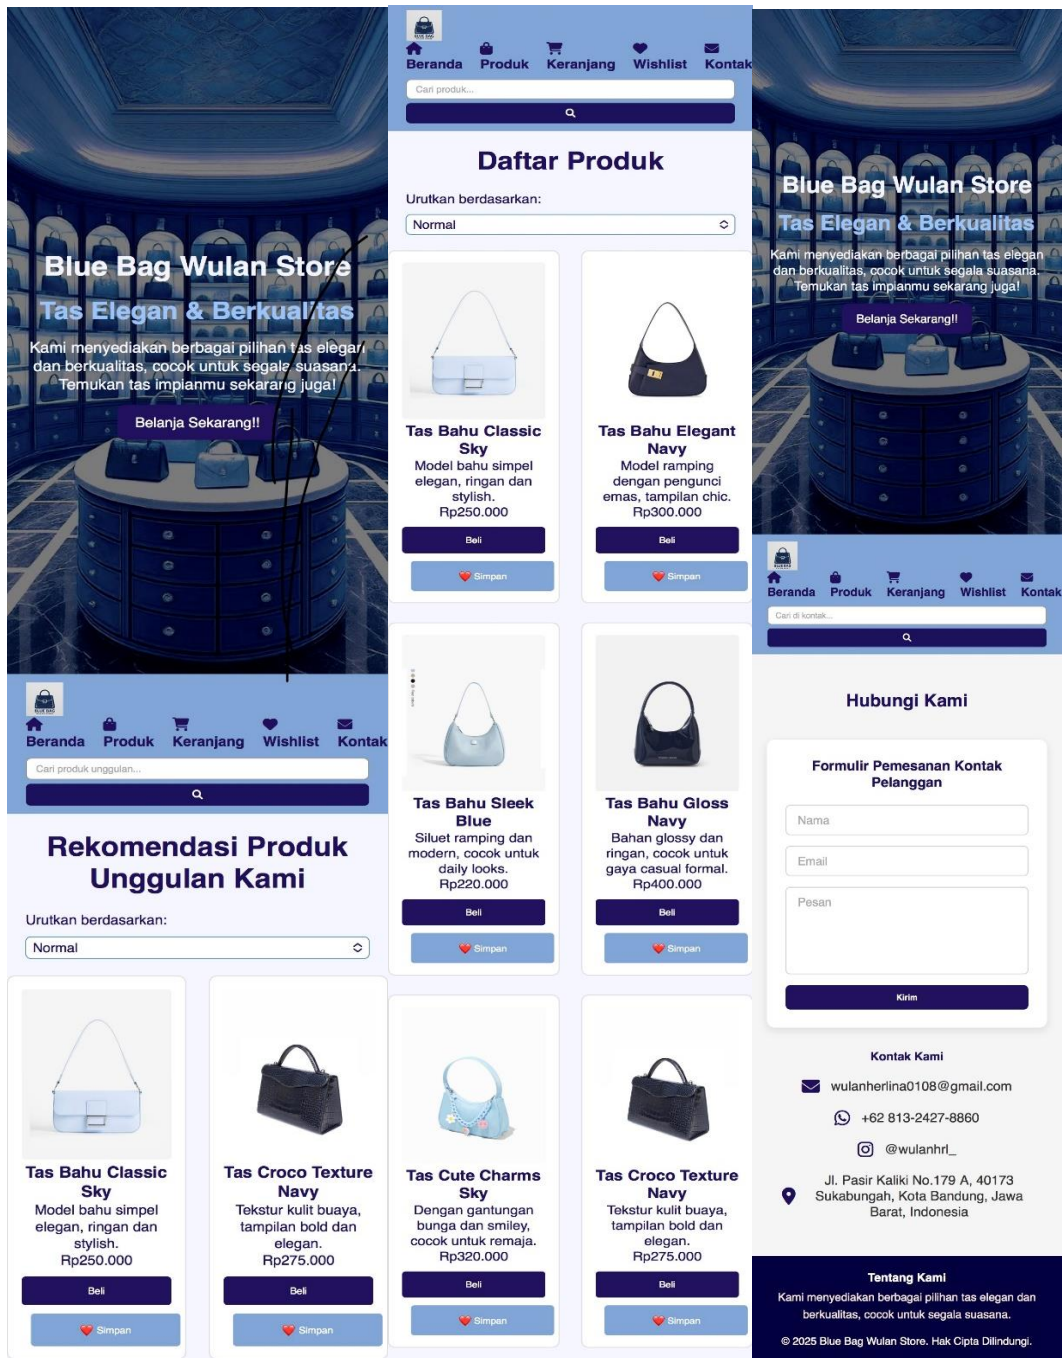 Blue Bag Wulan Store
Tas Elegan & Berkualitas
Kami menyediakan berbagai pilihan tas elegan
dan berkualitas, cocok untuk segala suasana.
Temukan tas impianmu sekarang juga!
Belanja Sekarang!!
BLUE BAG
Beranda Produk Keranjang Wishlist Kontak
Cari produk unggulan...
Rekomendasi Produk
Unggulan Kami
Urutkan berdasarkan:
Normal
Tas Bahu Classic
Sky
Model bahu simpel
elegan, ringan dan
stylish.
Rp250.000
Beli
❤️ Simpan
Tas Croco Texture
Navy
Tekstur kulit buaya,
tampilan bold dan
elegan.
Rp275.000
Beli
❤️ Simpan
BLUE BAG
Beranda Produk Keranjang Wishlist Kontak
Cari produk...
Daftar Produk
Urutkan berdasarkan:
Normal
Tas Bahu Classic
Sky
Model bahu simpel
elegan, ringan dan
stylish.
Rp250.000
Beli
❤️ Simpan
Tas Bahu Elegant
Navy
Model ramping
dengan pengunci
emas, tampilan chic.
Rp300.000
Beli
❤️ Simpan
Tas Bahu Sleek
Blue
Siluet ramping dan
modern, cocok untuk
daily looks.
Rp220.000
Beli
❤️ Simpan
Tas Bahu Gloss
Navy
Bahan glossy dan
ringan, cocok untuk
gaya casual formal.
Rp400.000
Beli
❤️ Simpan
Tas Cute Charms
Sky
Dengan gantungan
bunga dan smiley,
cocok untuk remaja.
Rp320.000
Beli
❤️ Simpan
Tas Croco Texture
Navy
Tekstur kulit buaya,
tampilan bold dan
elegan.
Rp275.000
Beli
❤️ Simpan
Blue Bag Wulan Store
Tas Elegan & Berkualitas
Kami menyediakan berbagai pilihan tas elegan
dan berkualitas, cocok untuk segala suasana.
Temukan tas impianmu sekarang juga!
Belanja Sekarang!!
BLUE BAG
Beranda Produk Keranjang Wishlist Kontak
Cari di kontak...
Hubungi Kami
Formulir Pemesanan Kontak
Pelanggan
Nama
Email
Pesan
Kirim
Kontak Kami
wulanherlina0108@gmail.com
+62 813-2427-8860
@wulanhrl_
Jl. Pasir Kaliki No.179 A, 40173
Sukabungah, Kota Bandung, Jawa
Barat, Indonesia
Tentang Kami
Kami menyediakan berbagai pilihan tas elegan dan
berkualitas, cocok untuk segala suasana.
© 2025 Blue Bag Wulan Store. Hak Cipta Dilindungi.